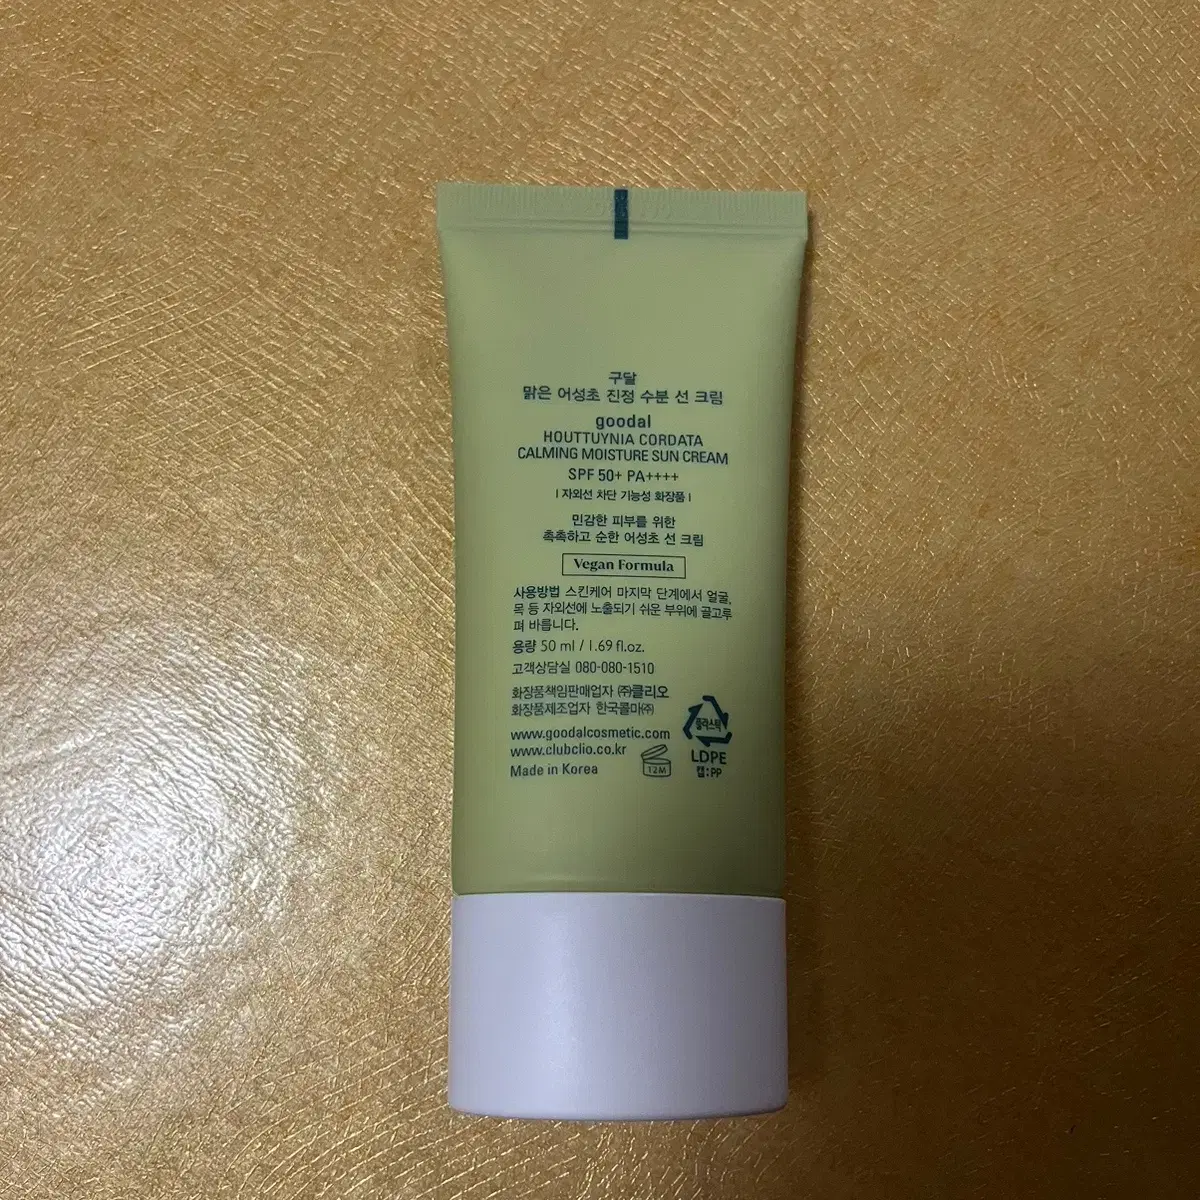 구달
맑은 어성초 진정 수분 선 크림
goodal
HOUTTUYNIA CORDATA
CALMING MOISTURE SUN CREAM
SPF 50+ PA++++
| 자외선 차단 기능성 화장품 |
민감한 피부를 위한
촉촉하고 순한 어성초 선 크림
Vegan Formula
사용방법 스킨케어 마지막 단계에서 얼굴,
목 등 자외선에 노출되기 쉬운 부위에 골고루
펴 바릅니다.
용량 50 ml / 1.69 fl.oz.
고객상담실 080-080-1510
화장품책임판매업자 ㈜클리오
화장품제조업자 한국콜마㈜
www.goodalcosmetic.com
www.clubclio.co.kr
Made in Korea
12M
플라스틱
LDPE
캡:PP